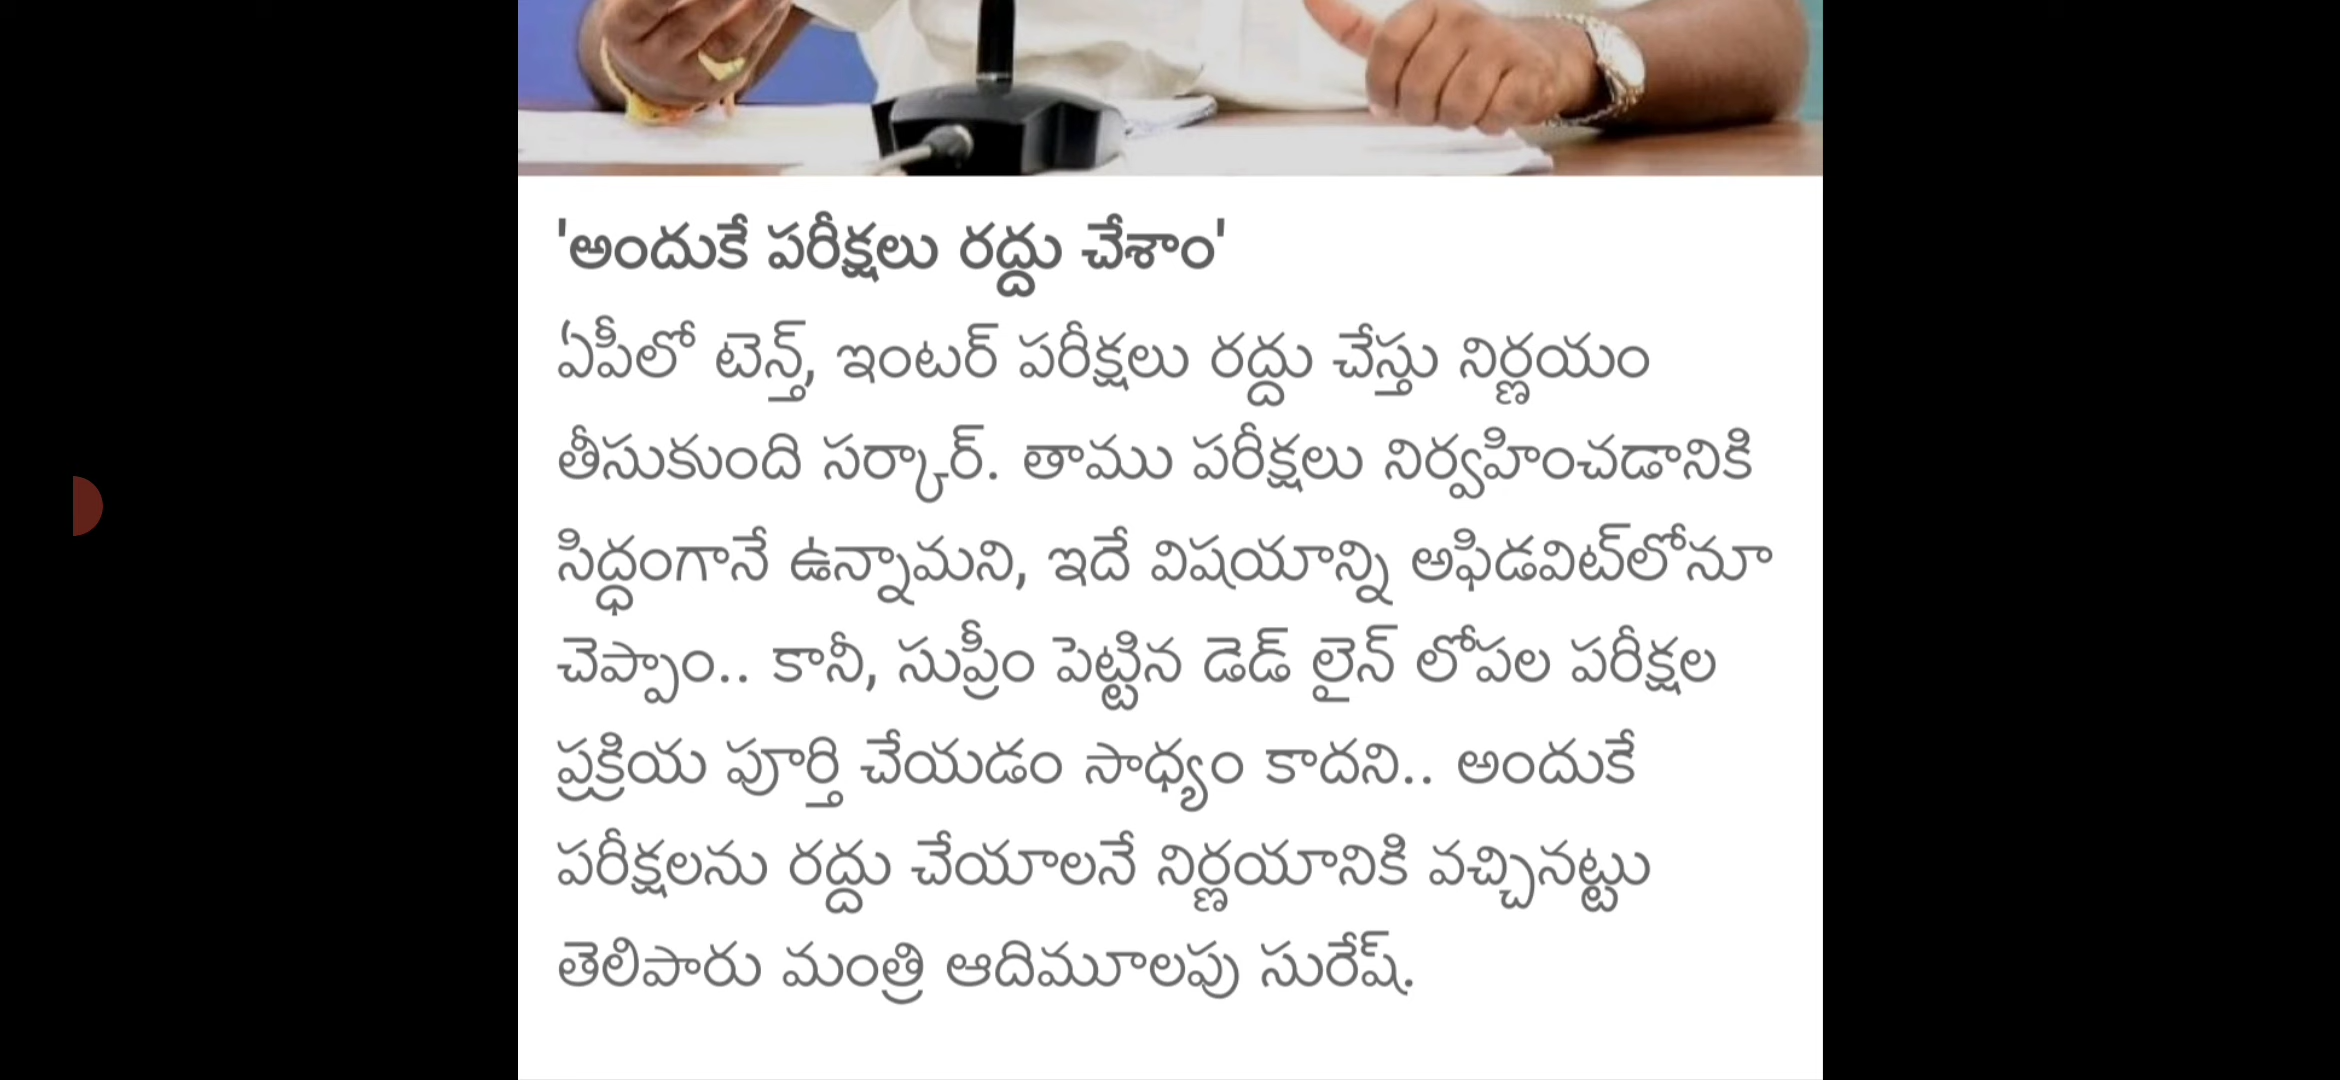 'అందుకే పరీక్షలు రద్దు చేశాం'
ఏపీలో టెన్త్, ఇంటర్ పరీక్షలు రద్దు చేస్తు నిర్ణయం
తీసుకుంది సర్కార్. తాము పరీక్షలు నిర్వహించడానికి
సిద్ధంగానే ఉన్నామని, ఇదే విషయాన్ని అఫిడవిట్‌లోనూ
చెప్పాం.. కానీ, సుప్రీం పెట్టిన డెడ్ లైన్ లోపల పరీక్షల
ప్రక్రియ పూర్తి చేయడం సాధ్యం కాదని.. అందుకే
పరీక్షలను రద్దు చేయాలనే నిర్ణయానికి వచ్చినట్టు
తెలిపారు మంత్రి ఆదిమూలపు సురేష్.